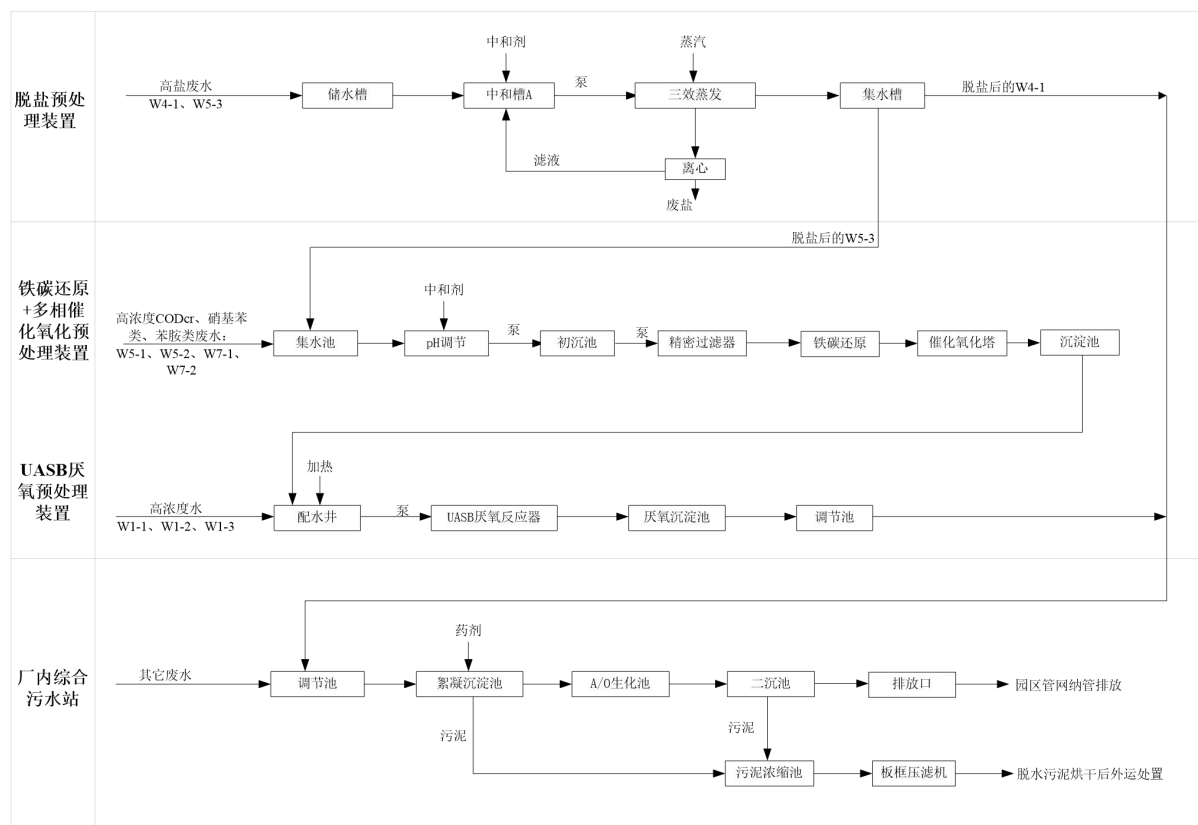 中和剂
蒸汽
脱盐预处
理装置
高盐废水
W4-1、W5-3
储水槽
中和槽A
泵
三效蒸发
集水槽
脱盐后的W4-1
滤液
离心
废盐
脱盐后的W5-3
铁碳还原
+多相催
化氧化预
处理装置
中和剂
高浓度CODcr、硝基苯
类、苯胺类废水：
W5-1、W5-2、W7-1、
W7-2
集水池
pH调节
泵
初沉池
泵
精密过滤器
铁碳还原
催化氧化塔
沉淀池
UASB厌
氧预处理
装置
加热
高浓度水
W1-1、W1-2、W1-3
配水井
泵
UASB厌氧反应器
厌氧沉淀池
调节池
厂内综合
污水站
药剂
其它废水
调节池
絮凝沉淀池
A/O生化池
二沉池
排放口
园区管网纳管排放
污泥
污泥
污泥浓缩池
板框压滤机
脱水污泥烘干后外运处置